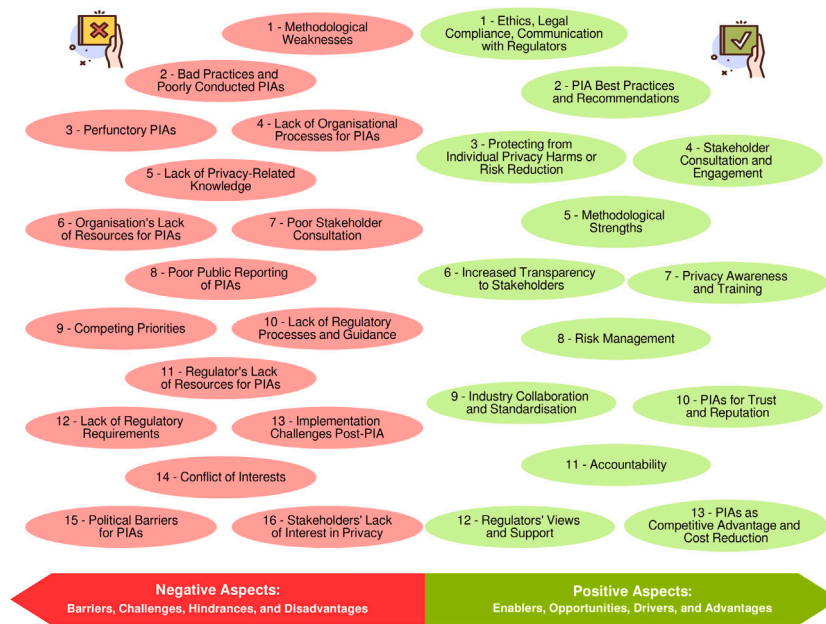 1 - Methodological
Weaknesses
2 - Bad Practices and
Poorly Conducted PIAs
3 - Perfunctory PIAs
4 - Lack of Organisational
Processes for PIAs
5 - Lack of Privacy-Related
Knowledge
6 - Organisation's Lack
of Resources for PIAs
7 - Poor Stakeholder
Consultation
8 - Poor Public Reporting
of PIAs
9 - Competing Priorities
10 - Lack of Regulatory
Processes and Guidance
11 - Regulator's Lack
of Resources for PIAs
12 - Lack of Regulatory
Requirements
13 - Implementation
Challenges Post-PIA
14 - Conflict of Interests
15 - Political Barriers
for PIAs
16 - Stakeholders' Lack
of Interest in Privacy
Negative Aspects:
Barriers, Challenges, Hindrances, and Disadvantages
1 - Ethics, Legal
Compliance, Communication
with Regulators
2 - PIA Best Practices
and Recommendations
3 - Protecting from
Individual Privacy Harms or
Risk Reduction
4 - Stakeholder
Consultation and
Engagement
5 - Methodological
Strengths
6 - Increased Transparency
to Stakeholders
7 - Privacy Awareness
and Training
8 - Risk Management
9 - Industry Collaboration
and Standardisation
10 - PIAs for Trust
and Reputation
11 - Accountability
12 - Regulators' Views
and Support
13 - PIAs as
Competitive Advantage and
Cost Reduction
Positive Aspects:
Enablers, Opportunities, Drivers, and Advantages